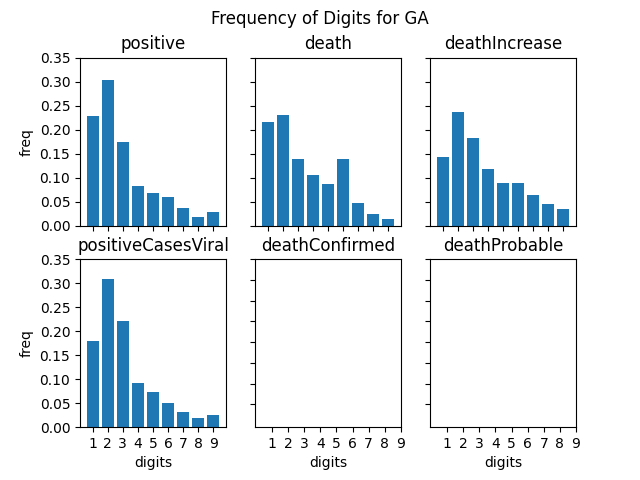 Frequency of Digits for GA
positive death deathIncrease
0.35
0.30
0.25
0.20
0.15
0.10
0.05
0.00
freq
positiveCasesViral deathConfirmed deathProbable
0.35
0.30
0.25
0.20
0.15
0.10
0.05
0.00
freq
1 2 3 4 5 6 7 8 9 1 2 3 4 5 6 7 8 9 1 2 3 4 5 6 7 8 9
digits digits digits